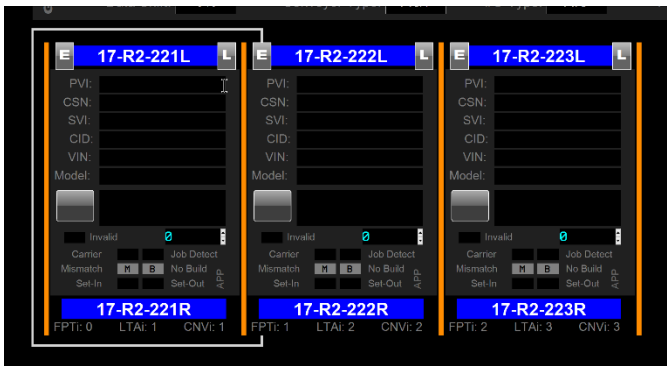 E 17-R2-221L L
PVI:
CSN:
SVI:
CID:
VIN:
Model:
Invalid 0
Carrier Job Detect
Mismatch M B No Build
Set-In Set-Out APP
17-R2-221R
FPTi: 0 LTAi: 1 CNVi: 1
E 17-R2-222L L
PVI:
CSN:
SVI:
CID:
VIN:
Model:
Invalid 0
Carrier Job Detect
Mismatch M B No Build
Set-In Set-Out APP
17-R2-222R
FPTi: 1 LTAi: 2 CNVi: 2
E 17-R2-223L L
PVI:
CSN:
SVI:
CID:
VIN:
Model:
Invalid 0
Carrier Job Detect
Mismatch M B No Build
Set-In Set-Out APP
17-R2-223R
FPTi: 2 LTAi: 3 CNVi: 3